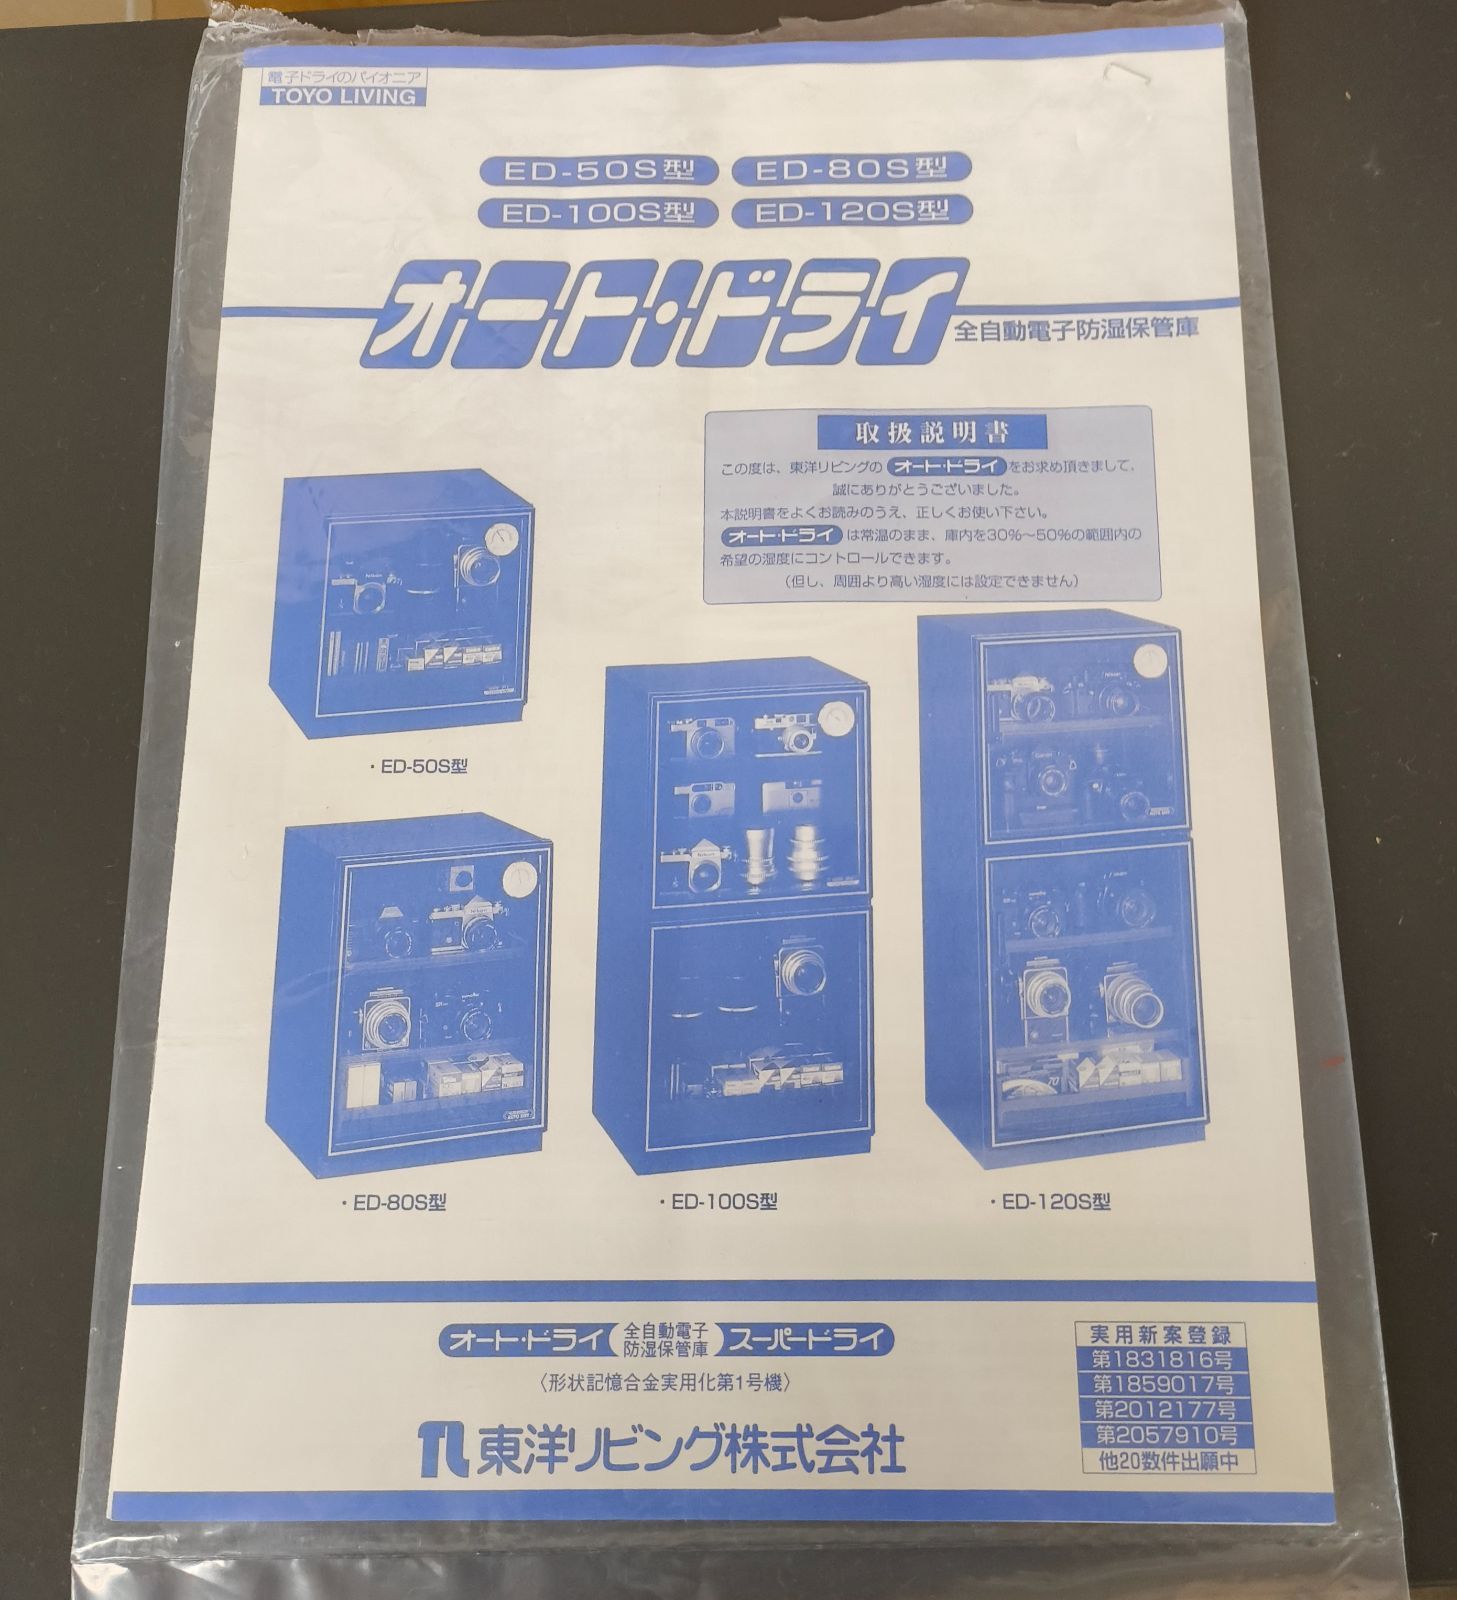 電子ドライのパイオニア
TOYO LIVING
ED-50S型 ED-80S型
ED-100S型 ED-120S型
オート・ドライ
全自動電子防湿保管庫
取扱説明書
この度は、東洋リビングの オート・ドライ をお求め頂きまして、
誠にありがとうございました。
本説明書をよくお読みのうえ、正しくお使い下さい。
オート・ドライ は常温のまま、庫内を30%〜50%の範囲内の
希望の湿度にコントロールできます。
(但し、周囲より高い湿度には設定できません)
・ED-50S型
・ED-80S型
・ED-100S型
・ED-120S型
オート・ドライ(全自動電子防湿保管庫)スーパードライ
〈形状記憶合金実用化第1号機〉
東洋リビング株式会社
実用新案登録
第1831816号
第1859017号
第2012177号
第2057910号
他20数件出願中